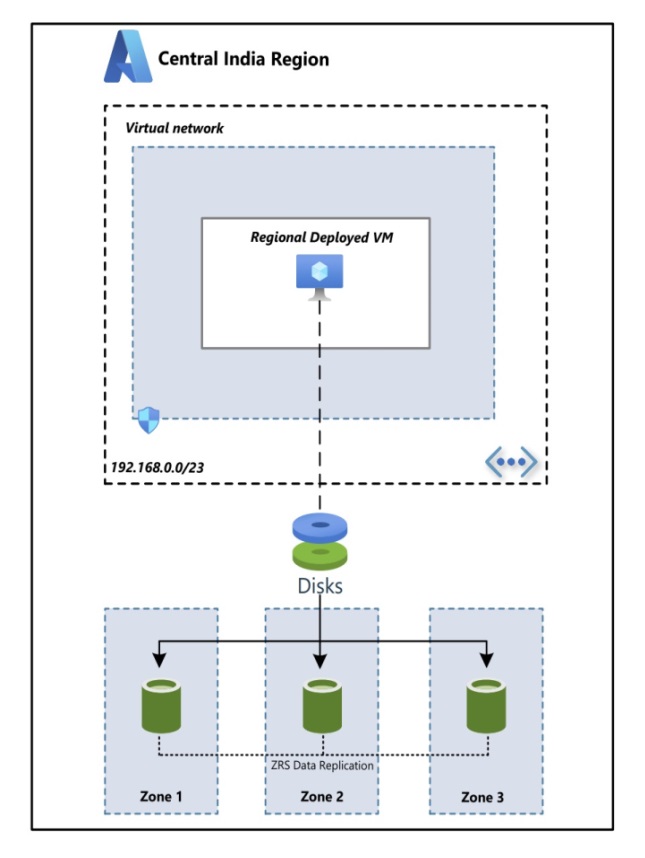 Central India Region
Virtual network
Regional Deployed VM
192.168.0.0/23
Disks
ZRS Data Replication
Zone 1
Zone 2
Zone 3